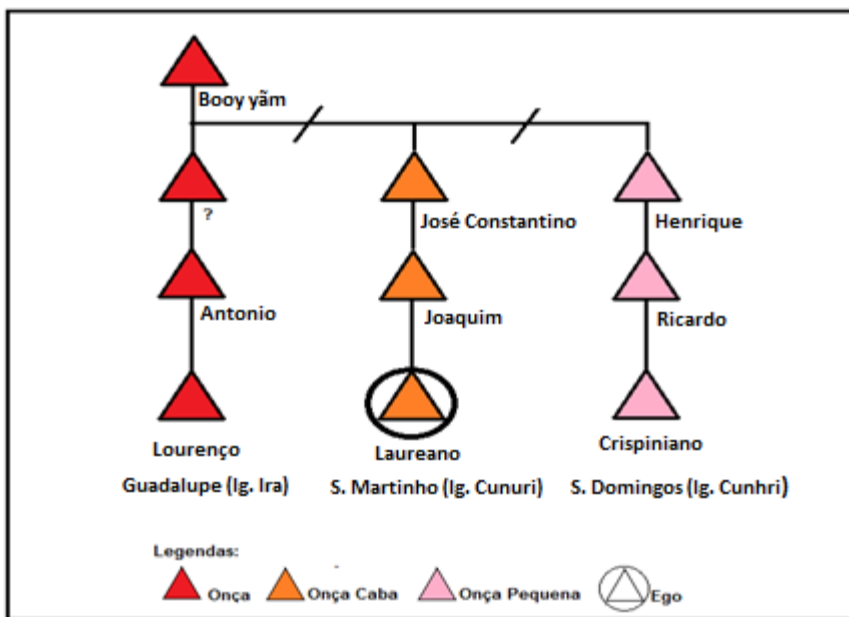 Booy yãm
?
José Constantino
Henrique
Antonio
Joaquim
Ricardo
Lourenço
Laureano
Crispiniano
Guadalupe (Ig. Ira)
S. Martinho (Ig. Cunuri)
S. Domingos (Ig. Cunhri)
Legendas:
Onça
Onça Caba
Onça Pequena
Ego